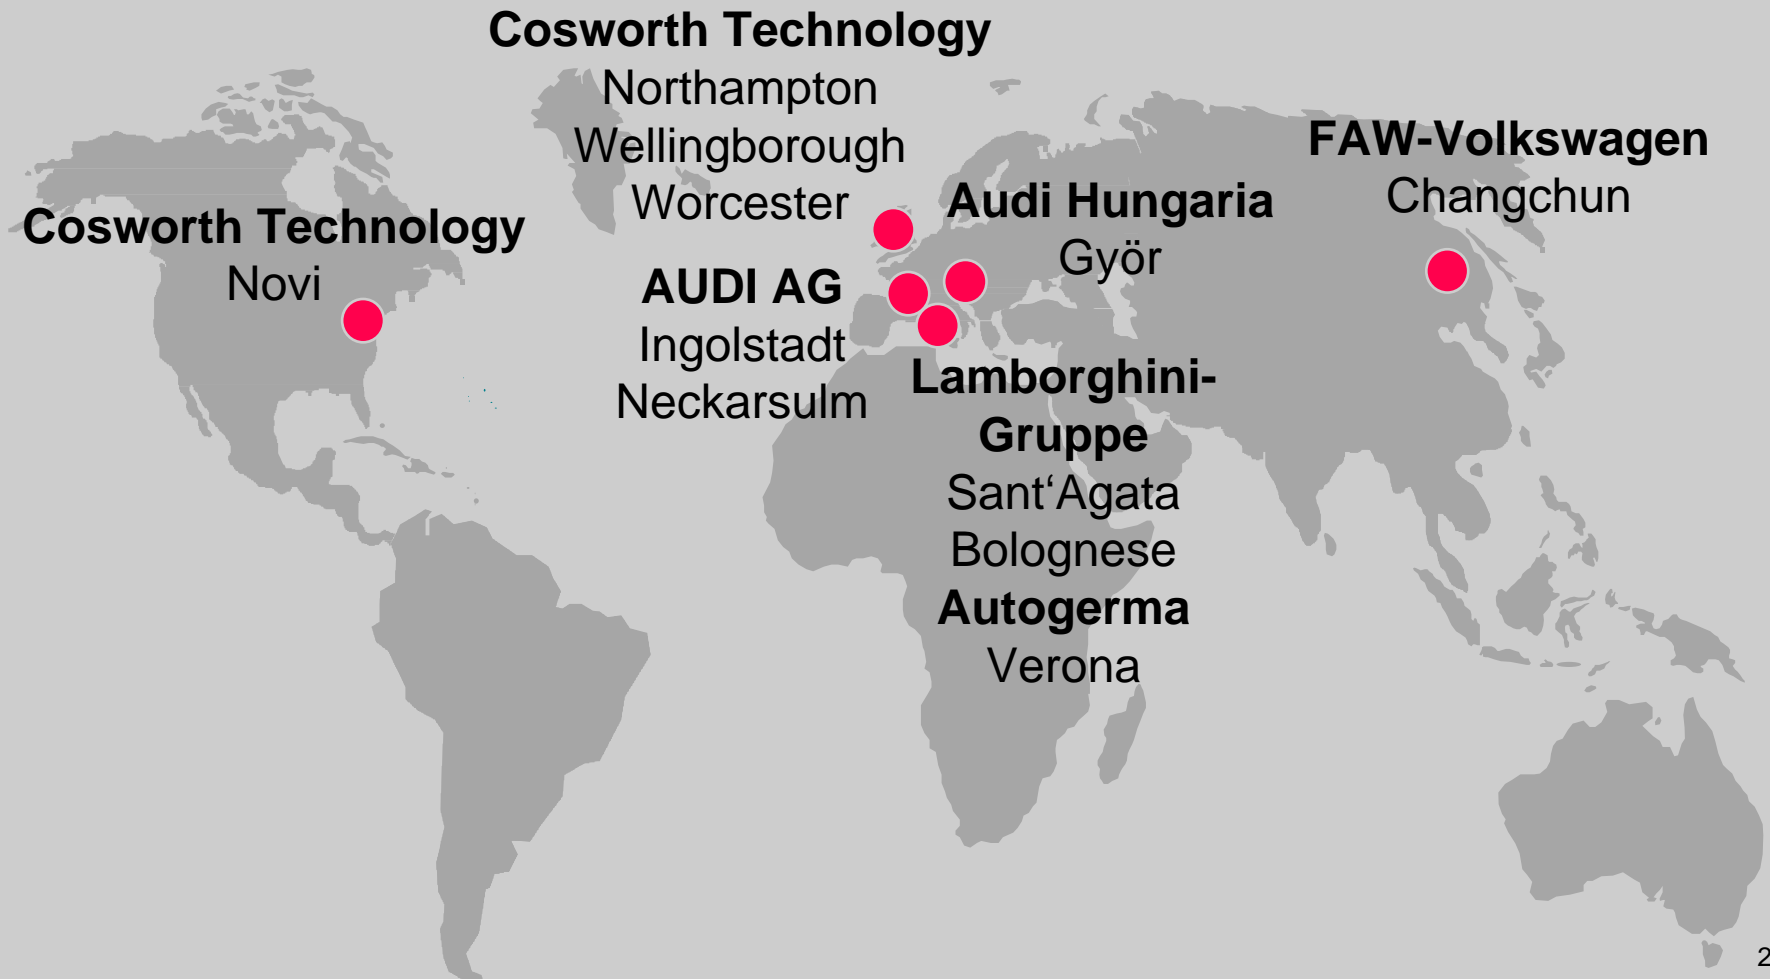 Cosworth Technology
Northampton
Wellingborough
Worcester
Cosworth Technology
Novi
AUDI AG
Ingolstadt
Neckarsulm
Audi Hungaria
Györ
FAW-Volkswagen
Changchun
Lamborghini-
Gruppe
Sant‘Agata
Bolognese
Autogerma
Verona
2